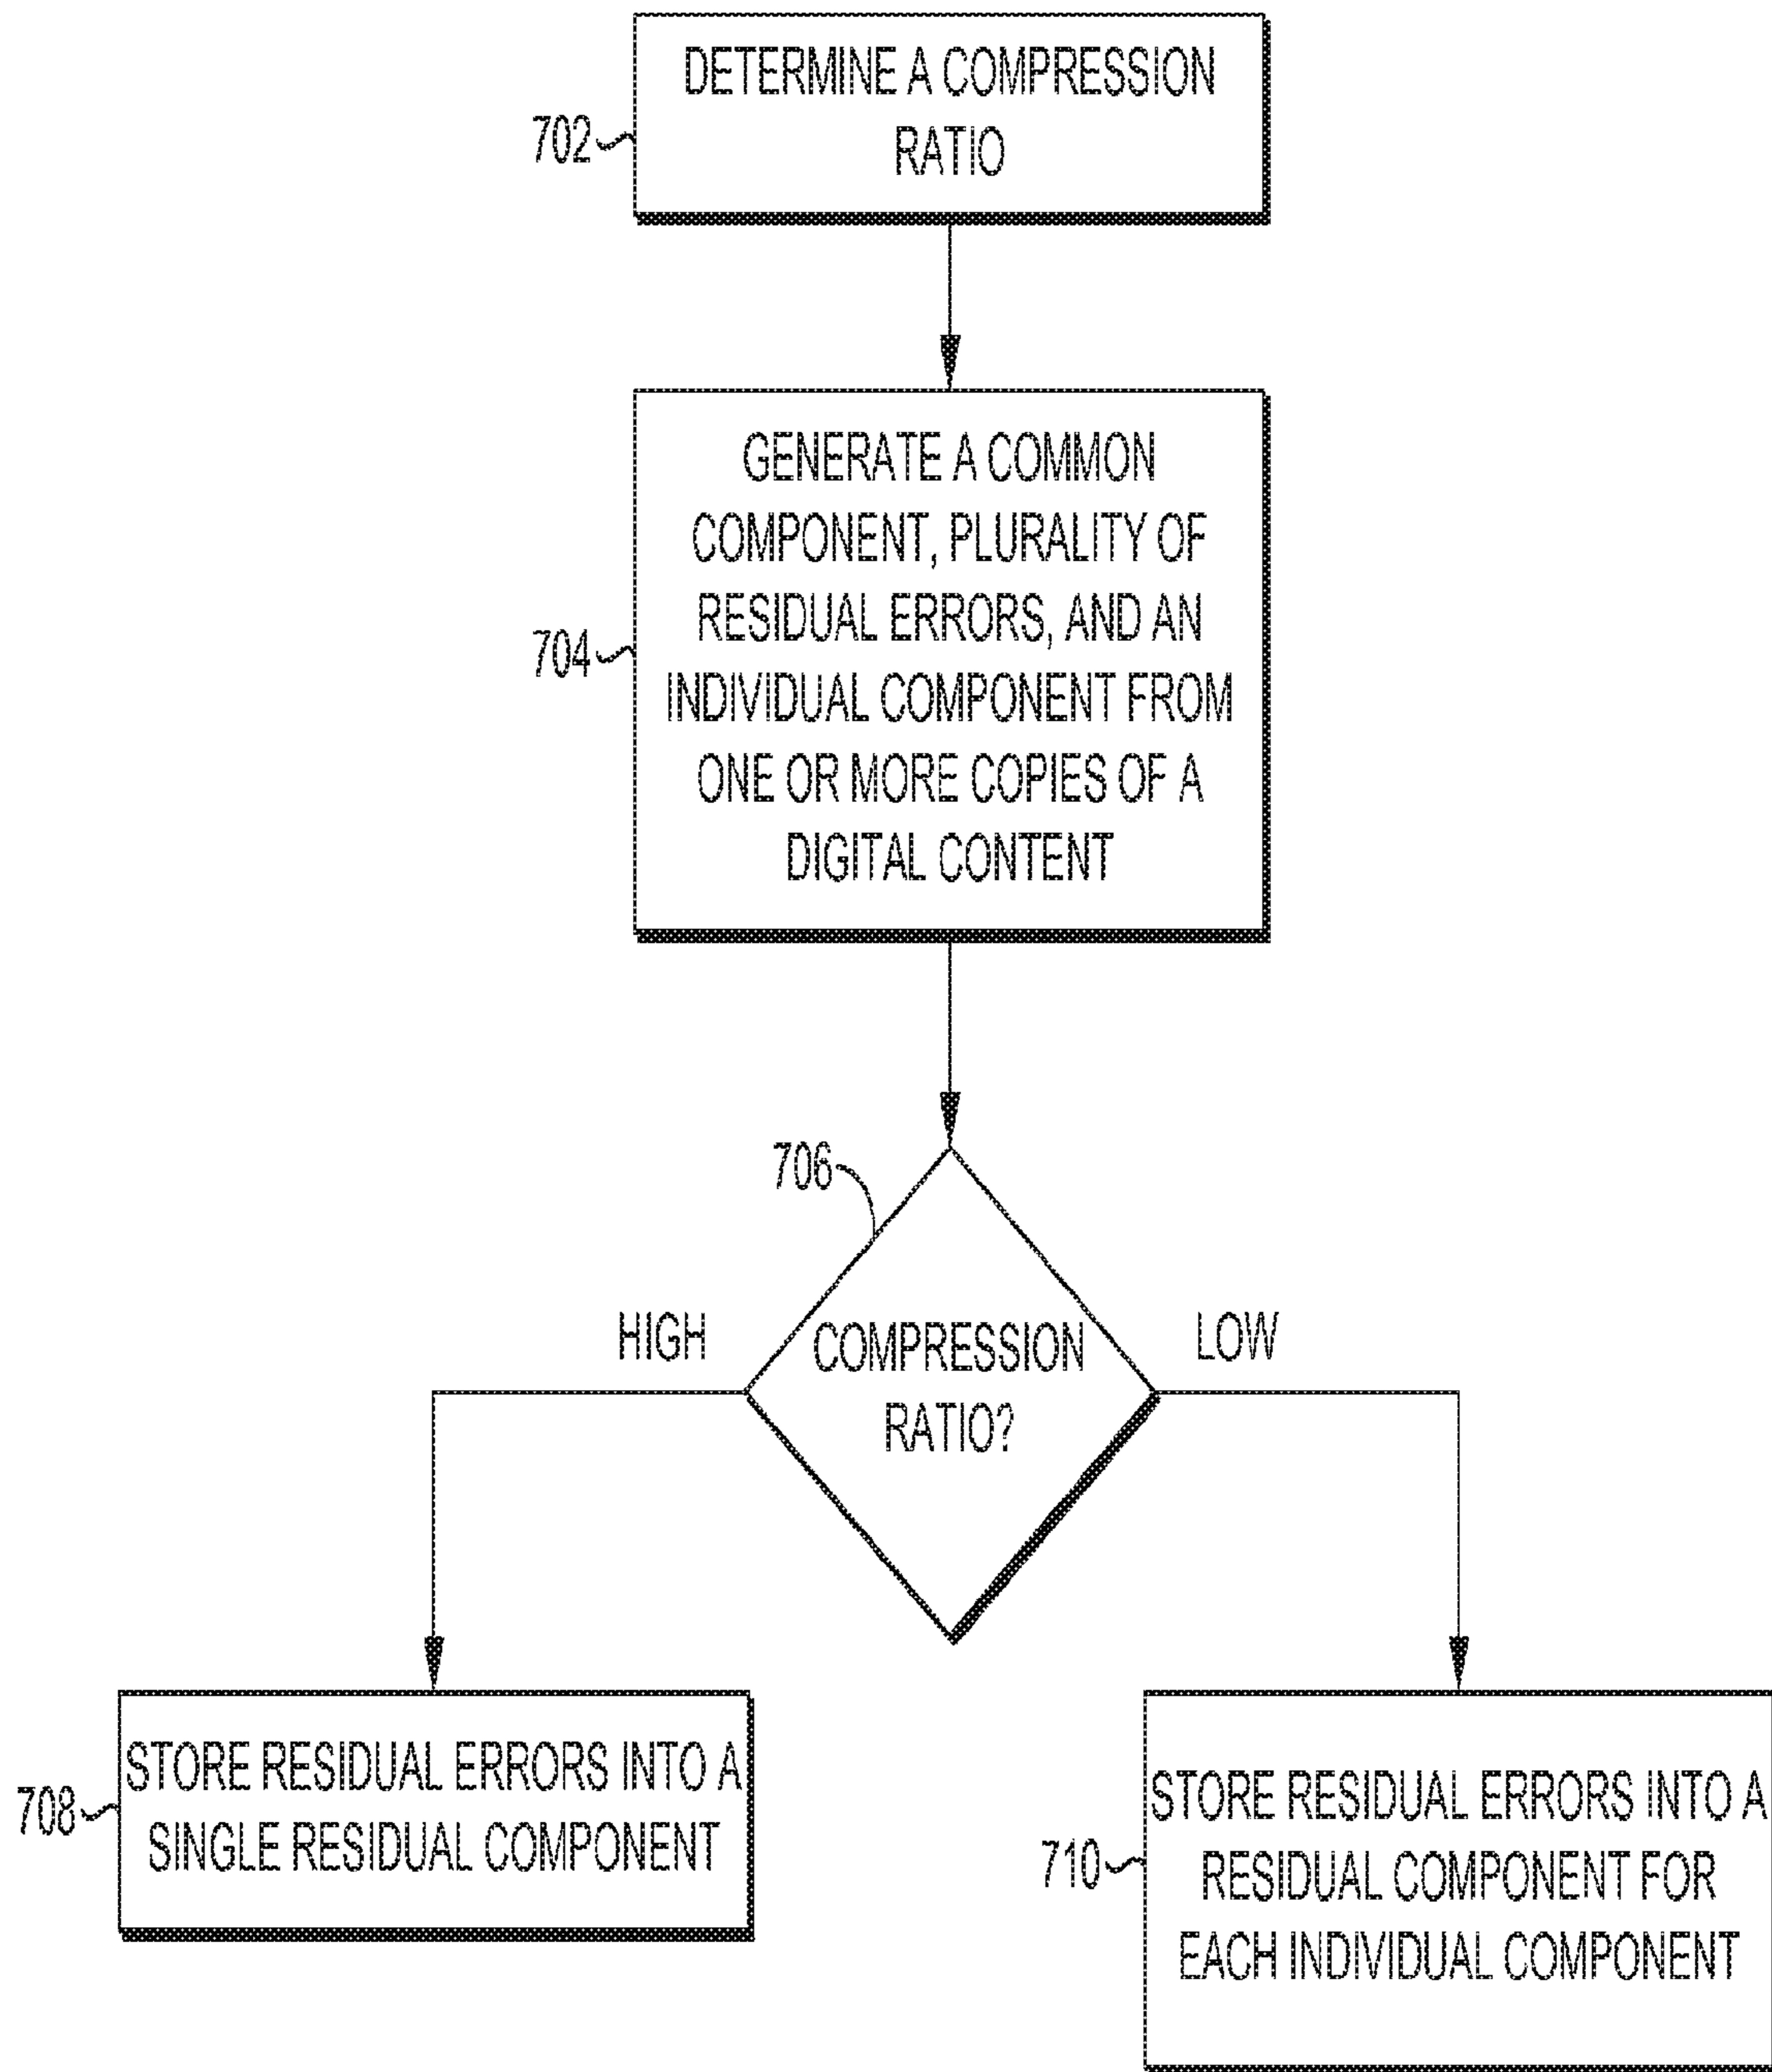 DETERMINE A COMPRESSION
RATIO
702
GENERATE A COMMON
COMPONENT, PLURALITY OF
RESIDUAL ERRORS, AND AN
INDIVIDUAL COMPONENT FROM
ONE OR MORE COPIES OF A
DIGITAL CONTENT
704
706
HIGH
COMPRESSION
RATIO?
LOW
STORE RESIDUAL ERRORS INTO A
SINGLE RESIDUAL COMPONENT
708
STORE RESIDUAL ERRORS INTO A
RESIDUAL COMPONENT FOR
EACH INDIVIDUAL COMPONENT
710